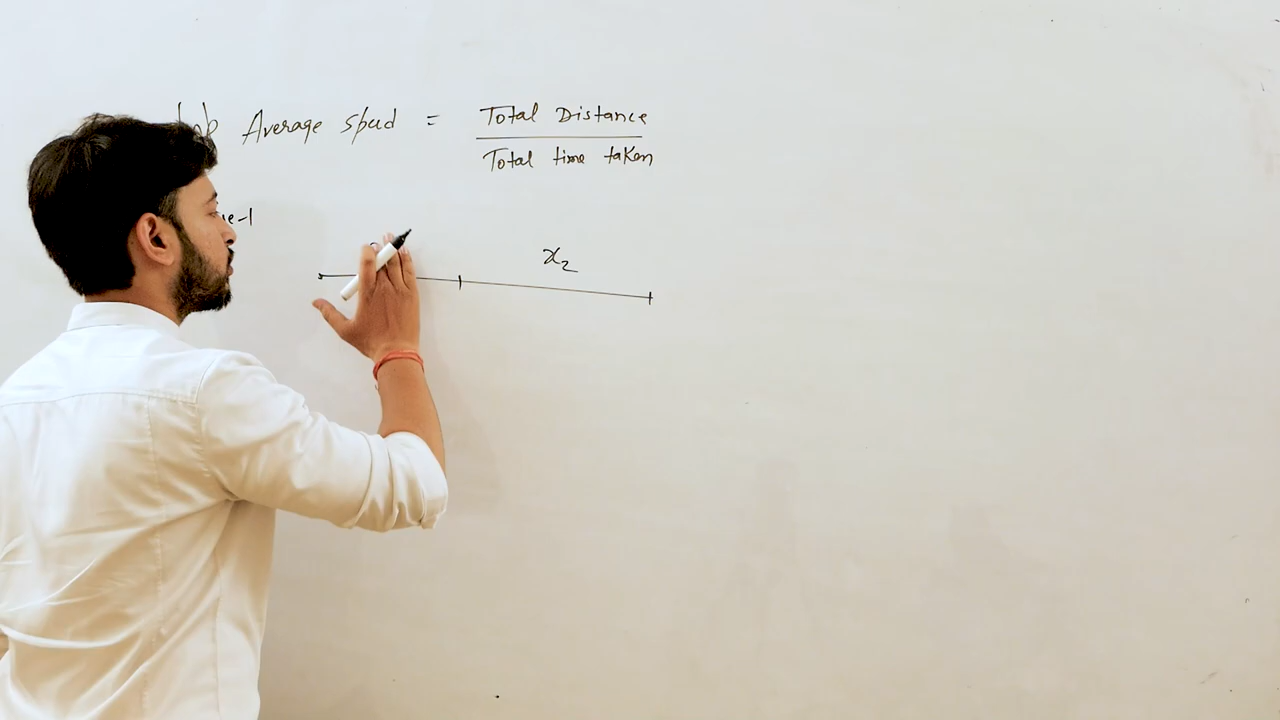 Average speed = Total Distance
Total time taken
x₂